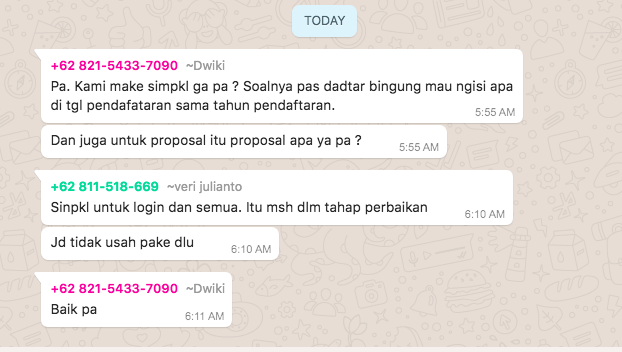 TODAY
+62 821-5433-7090 ~Dwiki
Pa. Kami make simpkl ga pa ? Soalnya pas dadtar bingung mau ngisi apa
di tgl pendafataran sama tahun pendaftaran.
5:55 AM
Dan juga untuk proposal itu proposal apa ya pa ?
5:55 AM
+62 811-518-669 ~veri julianto
Sinpkl untuk login dan semua. Itu msh dlm tahap perbaikan
6:10 AM
Jd tidak usah pake dlu
6:10 AM
+62 821-5433-7090 ~Dwiki
Baik pa
6:11 AM